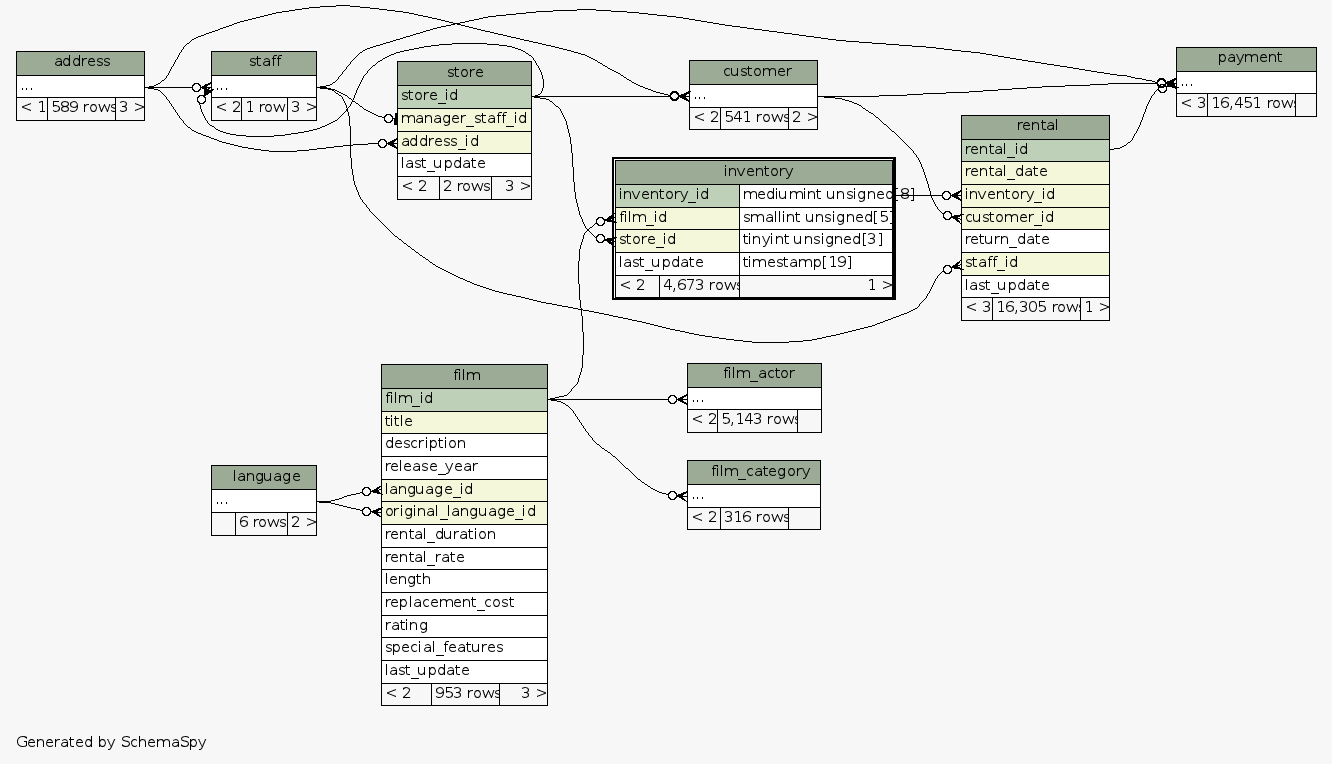 address
...
< 1 589 rows 3 >
staff
...
< 2 1 row 3 >
store
store_id
manager_staff_id
address_id
last_update
< 2 2 rows 3 >
customer
...
< 2 541 rows 2 >
payment
...
< 3 16,451 rows
rental
rental_id
rental_date
inventory_id
customer_id
return_date
staff_id
last_update
< 3 16,305 rows 1 >
inventory
inventory_id mediumint unsigned[8]
film_id smallint unsigned[5]
store_id tinyint unsigned[3]
last_update timestamp[19]
< 2 4,673 rows 1 >
film
film_id
title
description
release_year
language_id
original_language_id
rental_duration
rental_rate
length
replacement_cost
rating
special_features
last_update
< 2 953 rows 3 >
film_actor
...
< 2 5,143 rows
film_category
...
< 2 316 rows
language
...
6 rows 2 >
Generated by SchemaSpy